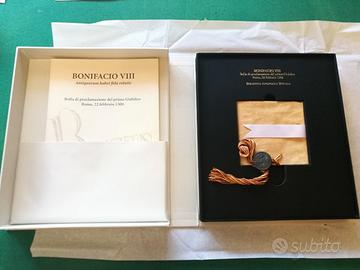 BONIFACIO VIII
Antiquorum habet fida relatio
Bolla di proclamazione del primo Giubileo
Roma, 22 febbraio 1300
BONIFACIO VIII
Bolla di proclamazione del primo Giubileo
Roma, 22 febbraio 1300
subito